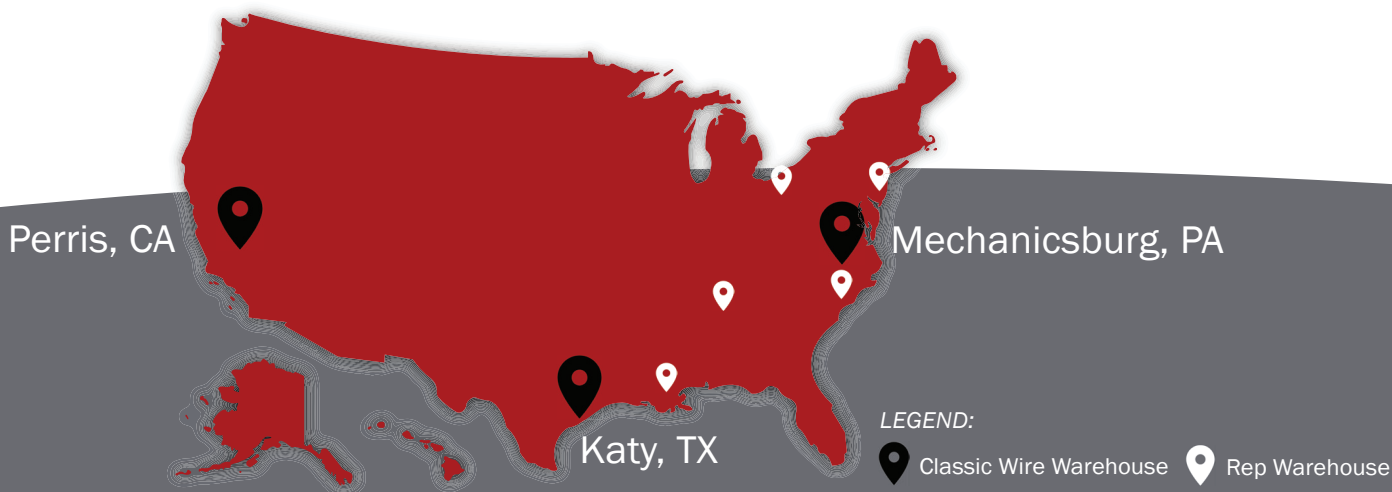 Perris, CA
Mechanicsburg, PA
Katy, TX
LEGEND:
Classic Wire Warehouse
Rep Warehouse